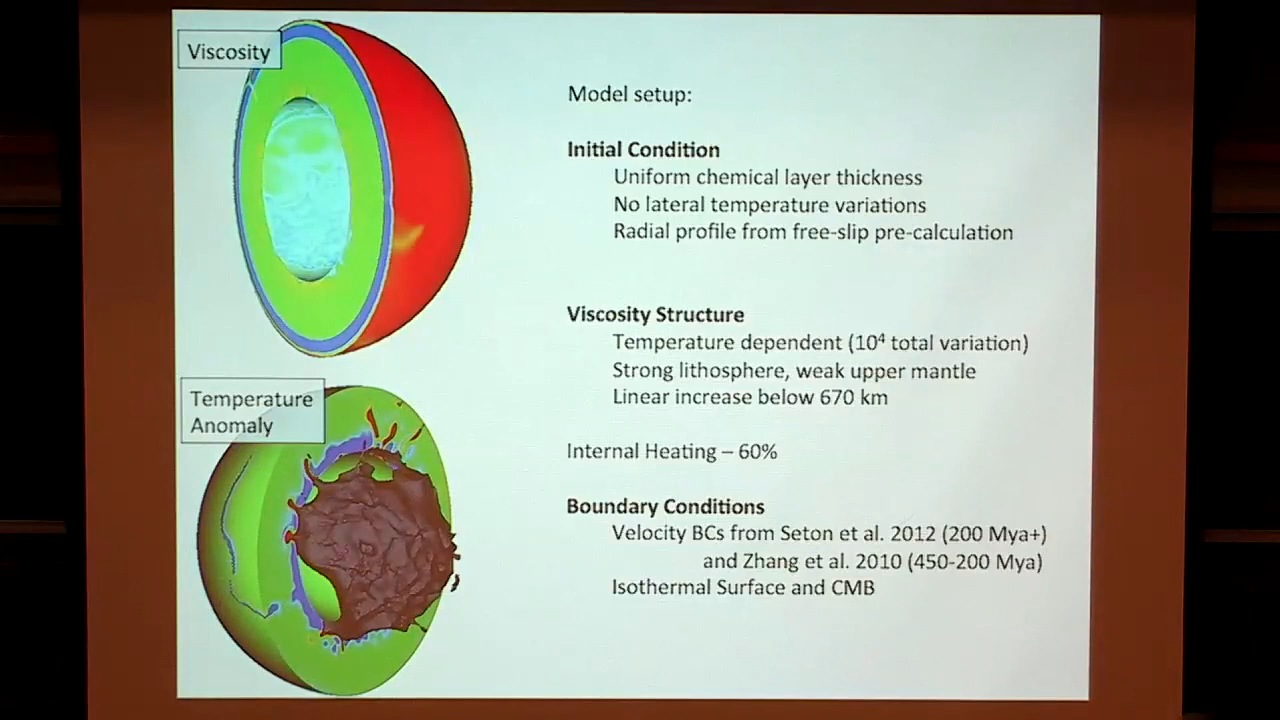 Viscosity
Model setup:
Initial Condition
Uniform chemical layer thickness
No lateral temperature variations
Radial profile from free-slip pre-calculation
Viscosity Structure
Temperature dependent (10⁴ total variation)
Strong lithosphere, weak upper mantle
Linear increase below 670 km
Temperature
Anomaly
Internal Heating – 60%
Boundary Conditions
Velocity BCs from Seton et al. 2012 (200 Mya+)
and Zhang et al. 2010 (450-200 Mya)
Isothermal Surface and CMB